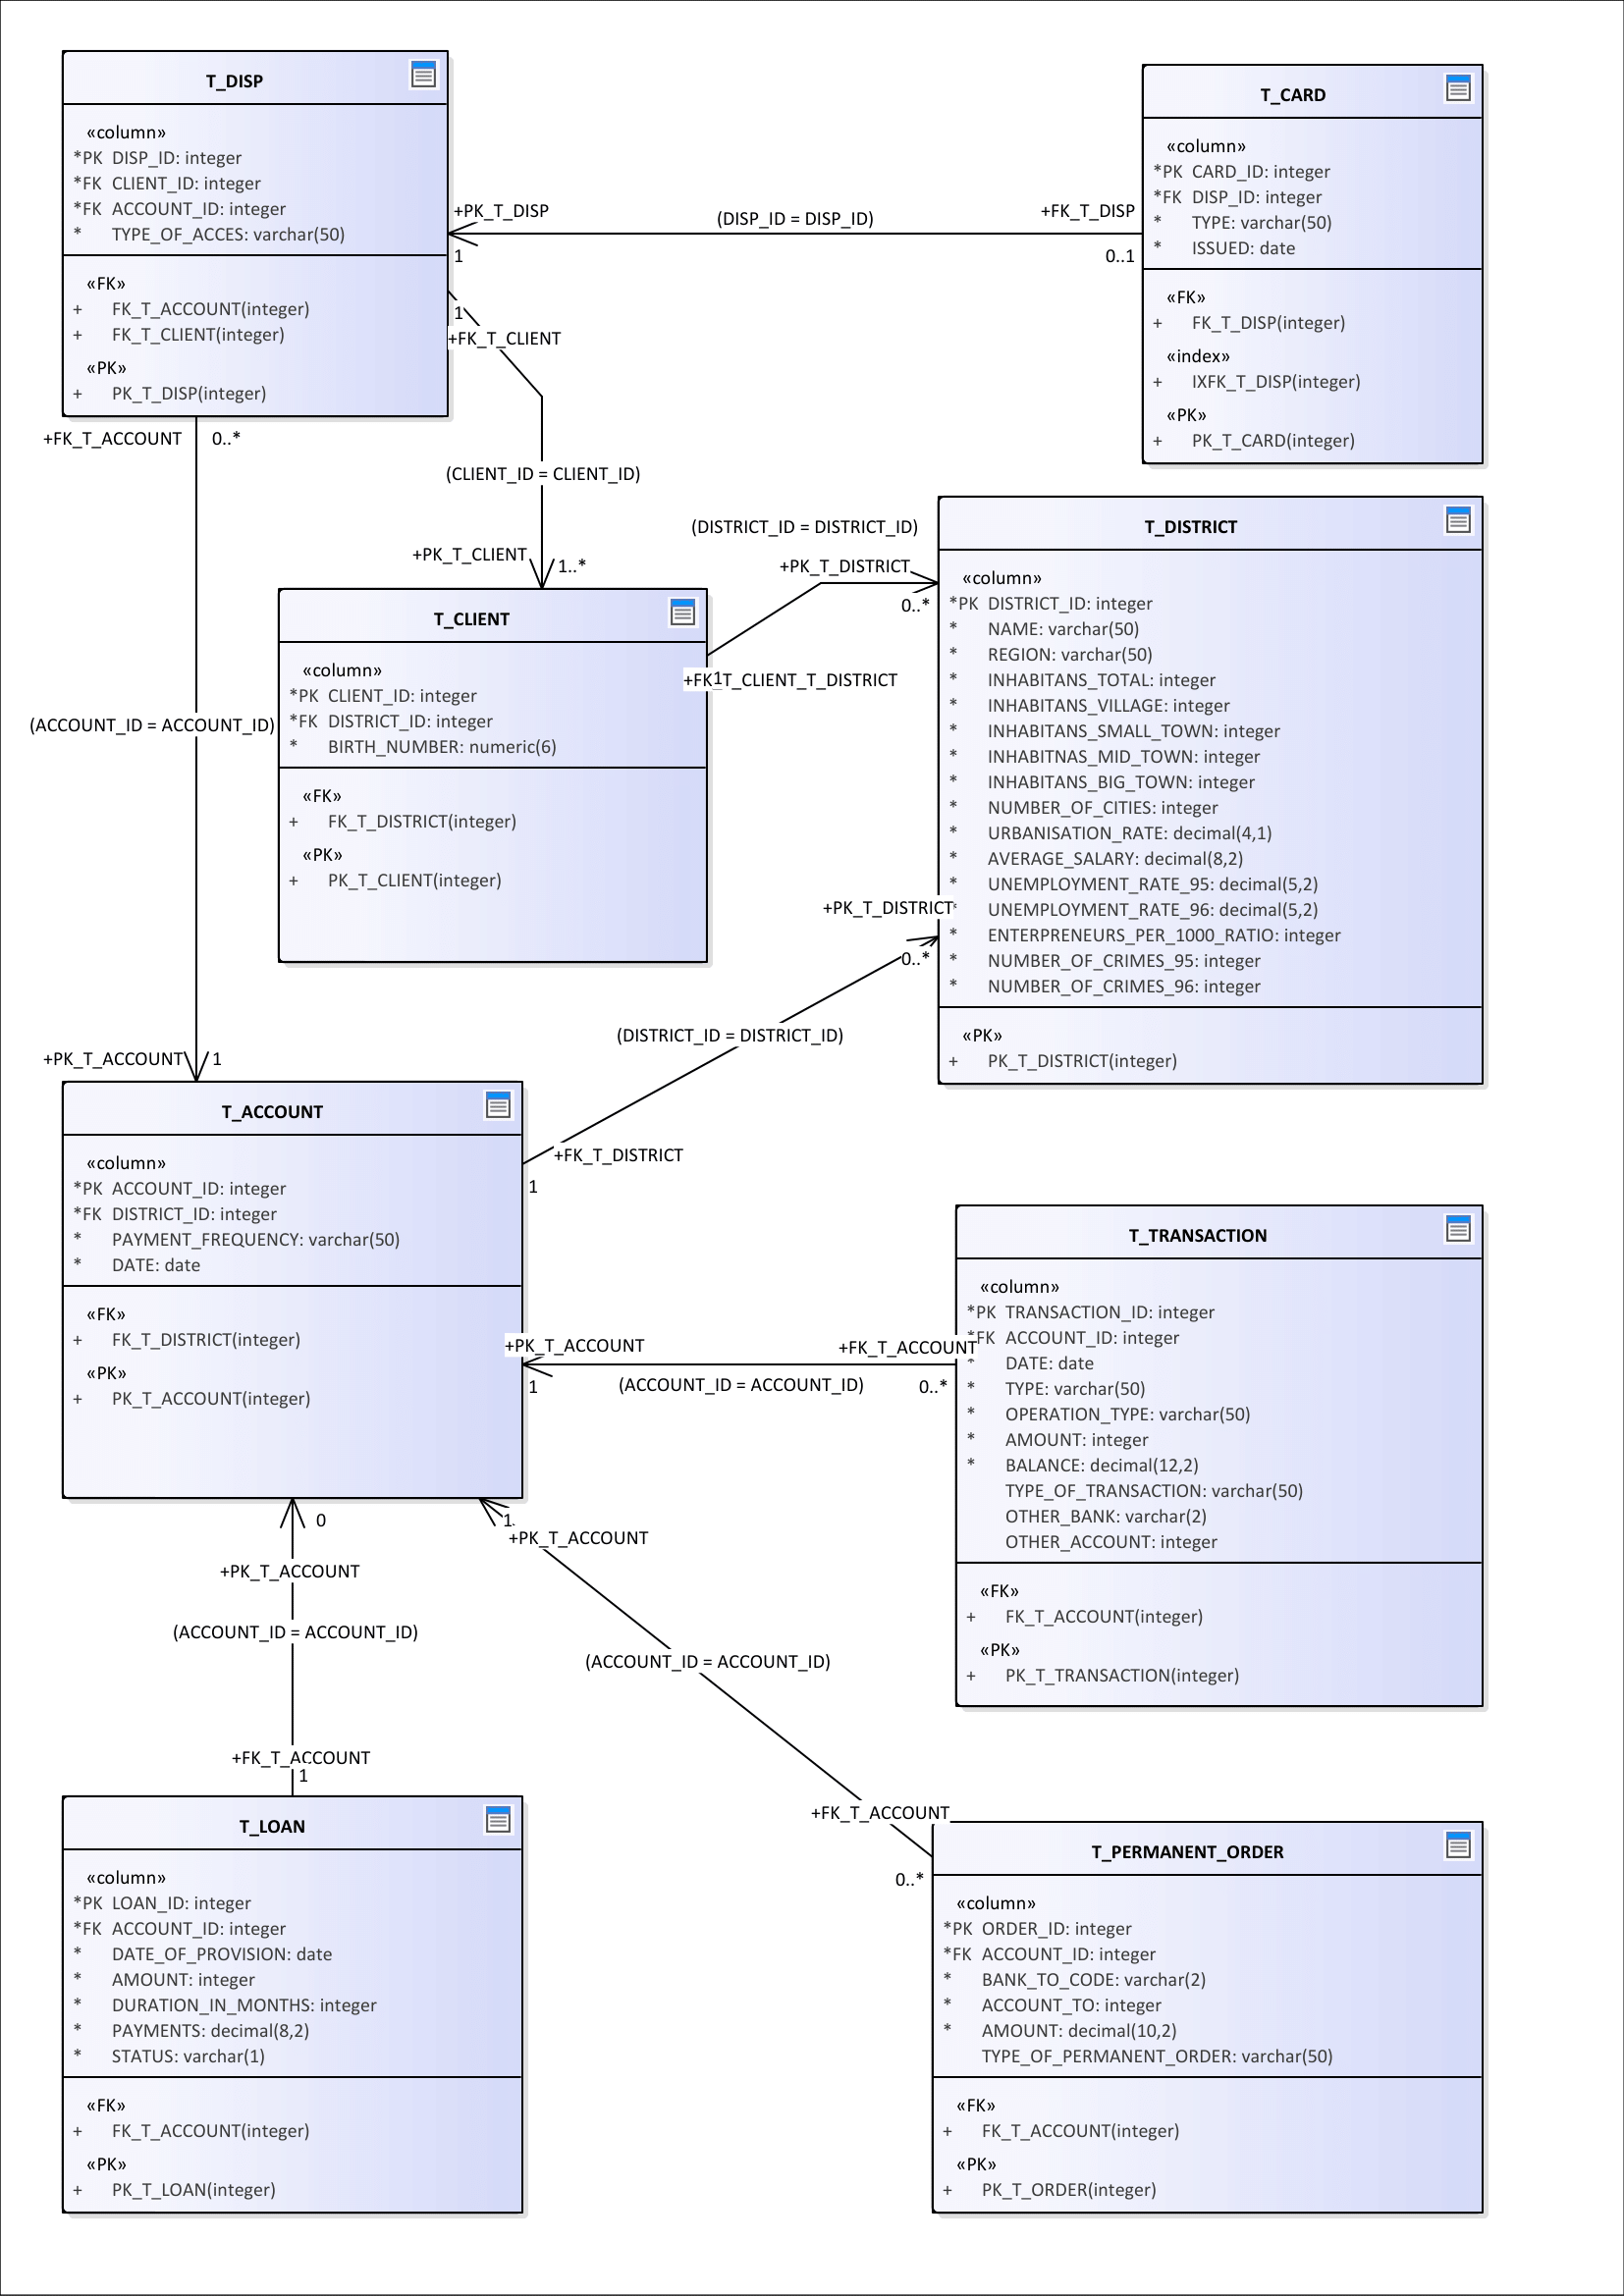 T_DISP
«column»
*PK DISP_ID: integer
*FK CLIENT_ID: integer
*FK ACCOUNT_ID: integer
* TYPE_OF_ACCES: varchar(50)
«FK»
+ FK_T_ACCOUNT(integer)
+ FK_T_CLIENT(integer)
«PK»
+ PK_T_DISP(integer)
T_CARD
«column»
*PK CARD_ID: integer
*FK DISP_ID: integer
* TYPE: varchar(50)
* ISSUED: date
«FK»
+ FK_T_DISP(integer)
«index»
+ IXFK_T_DISP(integer)
«PK»
+ PK_T_CARD(integer)
+PK_T_DISP
(DISP_ID = DISP_ID)
+FK_T_DISP
1
0..1
1
+FK_T_CLIENT
(CLIENT_ID = CLIENT_ID)
+PK_T_CLIENT
1..*
+FK_T_ACCOUNT
0..*
(ACCOUNT_ID = ACCOUNT_ID)
+PK_T_ACCOUNT
1
T_CLIENT
«column»
*PK CLIENT_ID: integer
*FK DISTRICT_ID: integer
* BIRTH_NUMBER: numeric(6)
«FK»
+ FK_T_DISTRICT(integer)
«PK»
+ PK_T_CLIENT(integer)
(DISTRICT_ID = DISTRICT_ID)
+PK_T_DISTRICT
0..*
+FK_T_CLIENT_T_DISTRICT
1
T_DISTRICT
«column»
*PK DISTRICT_ID: integer
* NAME: varchar(50)
* REGION: varchar(50)
* INHABITANS_TOTAL: integer
* INHABITANS_VILLAGE: integer
* INHABITANS_SMALL_TOWN: integer
* INHABITNAS_MID_TOWN: integer
* INHABITANS_BIG_TOWN: integer
* NUMBER_OF_CITIES: integer
* URBANISATION_RATE: decimal(4,1)
* AVERAGE_SALARY: decimal(8,2)
* UNEMPLOYMENT_RATE_95: decimal(5,2)
* UNEMPLOYMENT_RATE_96: decimal(5,2)
* ENTERPRENEURS_PER_1000_RATIO: integer
* NUMBER_OF_CRIMES_95: integer
* NUMBER_OF_CRIMES_96: integer
«PK»
+ PK_T_DISTRICT(integer)
+PK_T_DISTRICT
0..*
(DISTRICT_ID = DISTRICT_ID)
+FK_T_DISTRICT
1
T_ACCOUNT
«column»
*PK ACCOUNT_ID: integer
*FK DISTRICT_ID: integer
* PAYMENT_FREQUENCY: varchar(50)
* DATE: date
«FK»
+ FK_T_DISTRICT(integer)
«PK»
+ PK_T_ACCOUNT(integer)
+PK_T_ACCOUNT
+FK_T_ACCOUNT
1
(ACCOUNT_ID = ACCOUNT_ID)
0..*
T_TRANSACTION
«column»
*PK TRANSACTION_ID: integer
*FK ACCOUNT_ID: integer
* DATE: date
* TYPE: varchar(50)
* OPERATION_TYPE: varchar(50)
* AMOUNT: integer
* BALANCE: decimal(12,2)
TYPE_OF_TRANSACTION: varchar(50)
OTHER_BANK: varchar(2)
OTHER_ACCOUNT: integer
«FK»
+ FK_T_ACCOUNT(integer)
«PK»
+ PK_T_TRANSACTION(integer)
0
+PK_T_ACCOUNT
(ACCOUNT_ID = ACCOUNT_ID)
+FK_T_ACCOUNT
1
1
+PK_T_ACCOUNT
(ACCOUNT_ID = ACCOUNT_ID)
+FK_T_ACCOUNT
0..*
T_LOAN
«column»
*PK LOAN_ID: integer
*FK ACCOUNT_ID: integer
* DATE_OF_PROVISION: date
* AMOUNT: integer
* DURATION_IN_MONTHS: integer
* PAYMENTS: decimal(8,2)
* STATUS: varchar(1)
«FK»
+ FK_T_ACCOUNT(integer)
«PK»
+ PK_T_LOAN(integer)
T_PERMANENT_ORDER
«column»
*PK ORDER_ID: integer
*FK ACCOUNT_ID: integer
* BANK_TO_CODE: varchar(2)
* ACCOUNT_TO: integer
* AMOUNT: decimal(10,2)
TYPE_OF_PERMANENT_ORDER: varchar(50)
«FK»
+ FK_T_ACCOUNT(integer)
«PK»
+ PK_T_ORDER(integer)